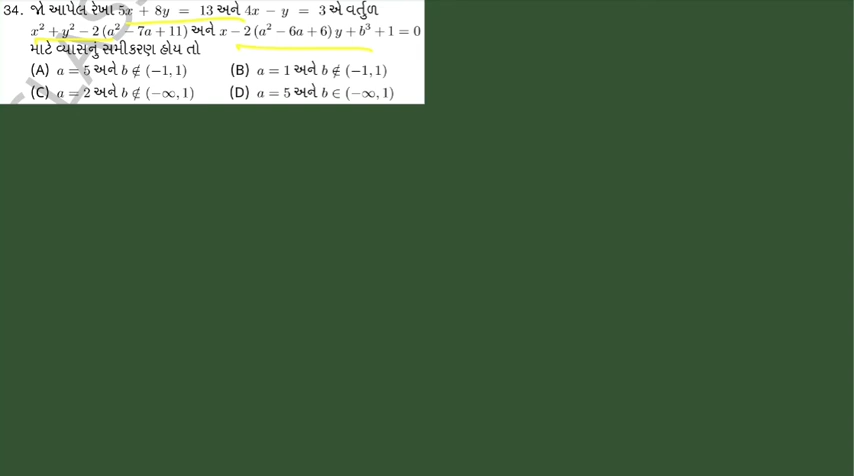 34. જો આપેલ રેખા 5x + 8y = 13 અને 4x − y = 3 એ વર્તુળ
x² + y² − 2 (a² − 7a + 11) અને x − 2 (a² − 6a + 6) y + b³ + 1 = 0
માટે વ્યાસનું સમીકરણ હોય તો
(A) a = 5 અને b ∉ (−1, 1) (B) a = 1 અને b ∉ (−1, 1)
(C) a = 2 અને b ∉ (−∞, 1) (D) a = 5 અને b ∈ (−∞, 1)